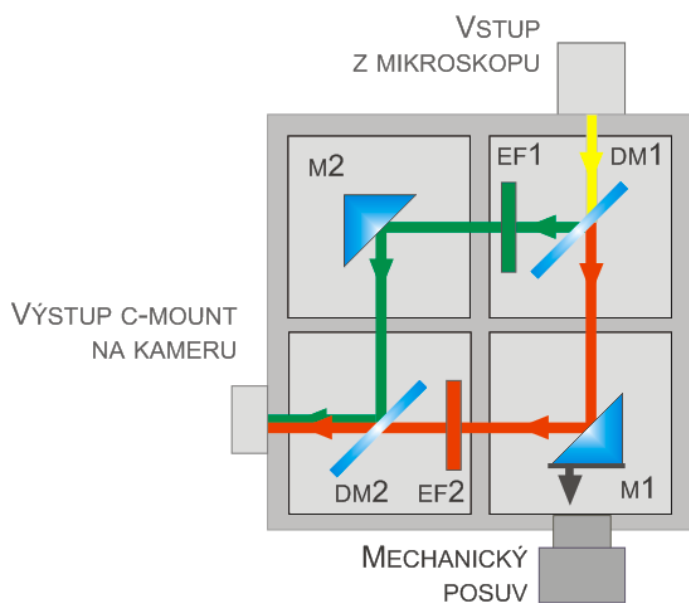 Vstup
z mikroskopu
EF1
DM1
M2
Výstup c-mount
na kameru
DM2
EF2
M1
Mechanický
posuv